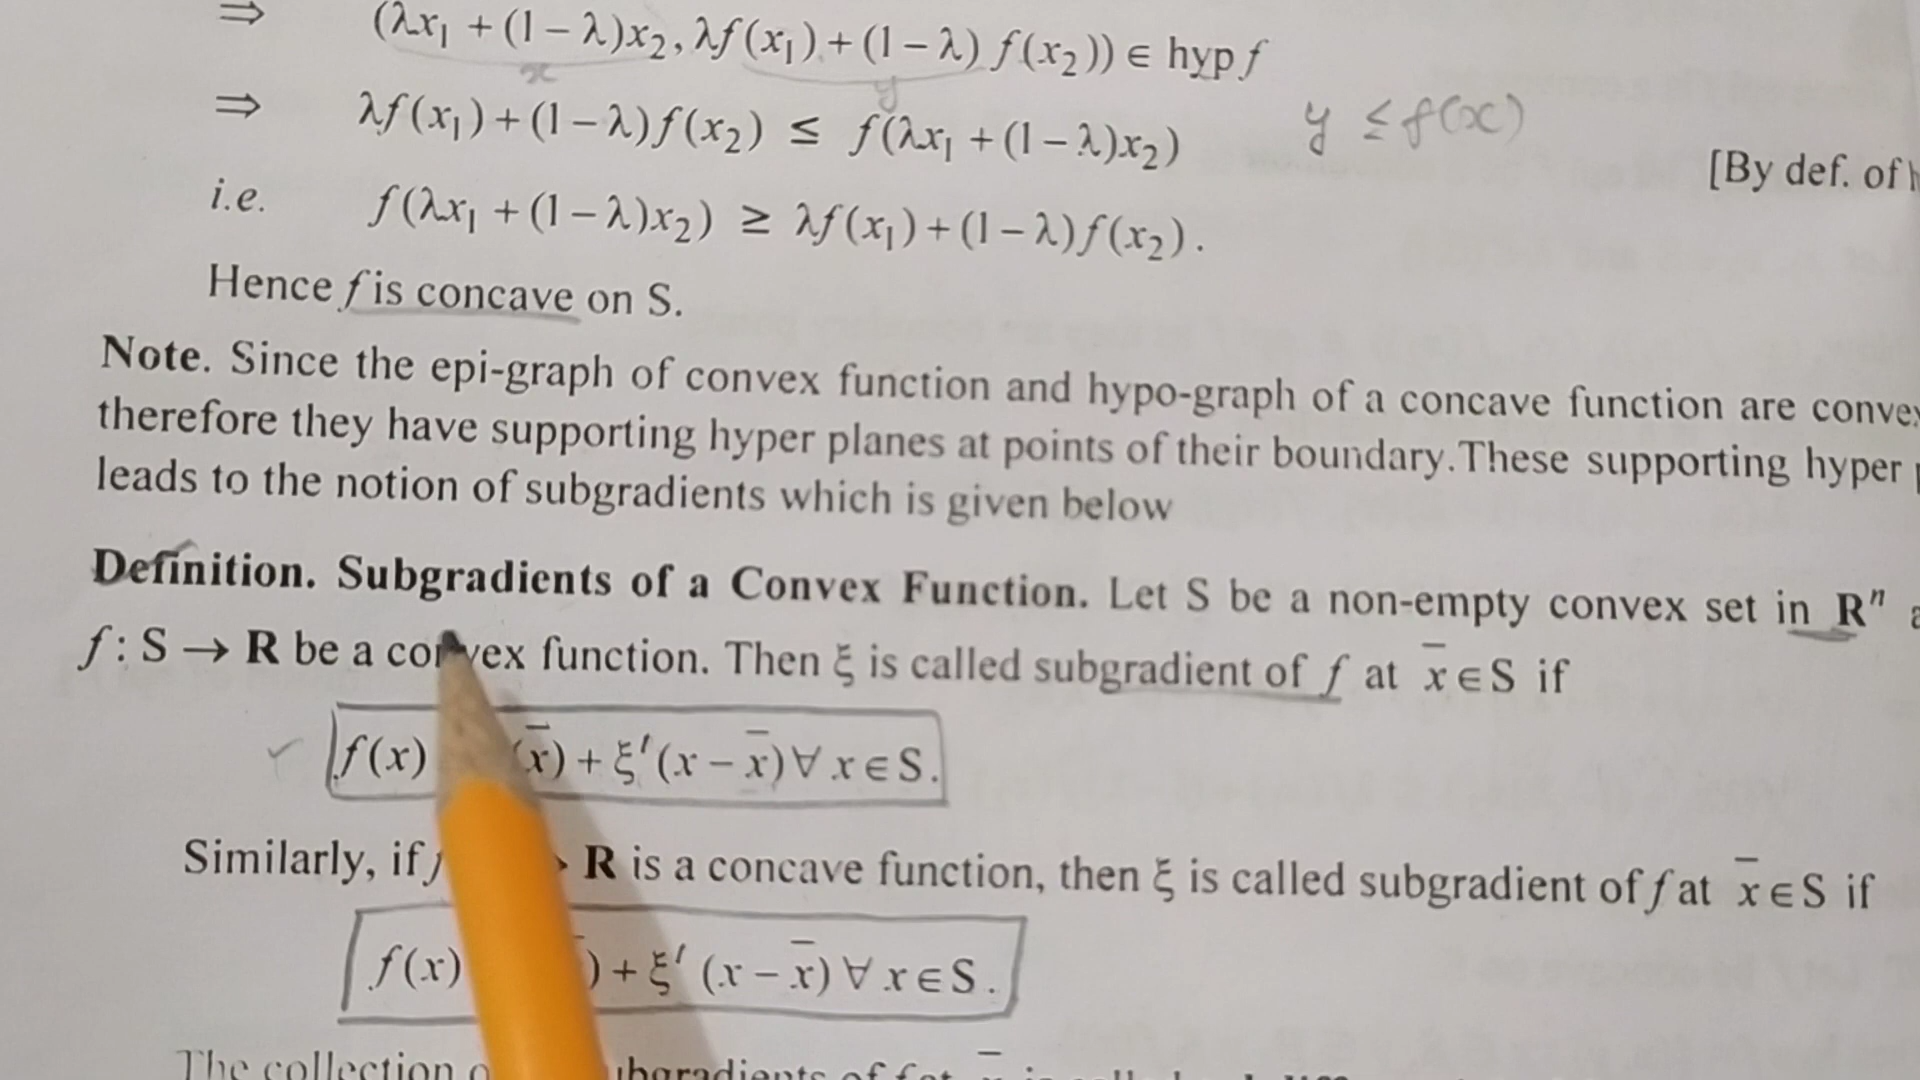 ⇒ (λx₁ + (1 − λ)x₂, λf(x₁) + (1 − λ) f(x₂)) ∈ hyp f
x
y
⇒ λf(x₁) + (1 − λ)f(x₂) ≤ f(λx₁ + (1 − λ)x₂) y ≤ f(x)
[By def. of
i.e. f(λx₁ + (1 − λ)x₂) ≥ λf(x₁) + (1 − λ)f(x₂).
Hence f is concave on S.
Note. Since the epi-graph of convex function and hypo-graph of a concave function are
therefore they have supporting hyper planes at points of their boundary. These supporting hyper
leads to the notion of subgradients which is given below
Definition. Subgradients of a Convex Function. Let S be a non-empty convex set in Rⁿ
f : S → R be a convex function. Then ξ is called subgradient of f at x̄ ∈ S if
f(x) x̄) + ξ′(x − x̄) ∀ x ∈ S.
Similarly, if R is a concave function, then ξ is called subgradient of f at x̄ ∈ S if
f(x) ) + ξ′ (x − x̄) ∀ x ∈ S.
The collection